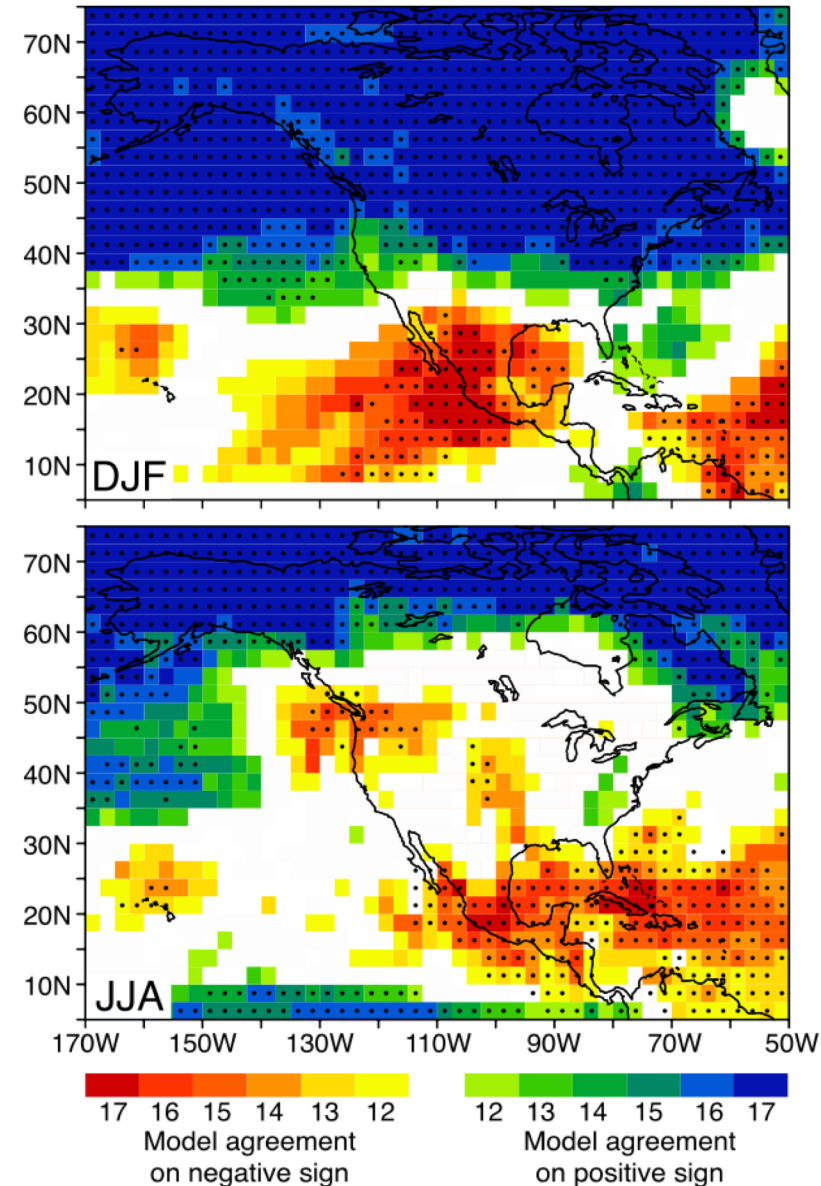 70N
60N
50N
40N
30N
20N
10N
DJF
70N
60N
50N
40N
30N
20N
10N
JJA
170W 150W 130W 110W 90W 70W 50W
17 16 15 14 13 12 12 13 14 15 16 17
Model agreement Model agreement
on negative sign on positive sign